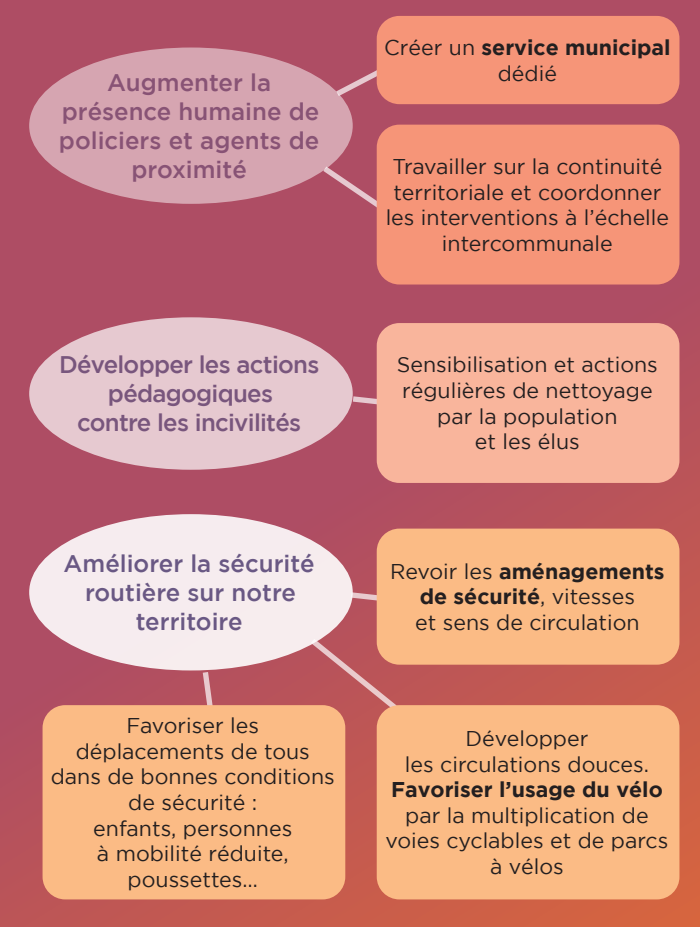 Augmenter la
présence humaine de
policiers et agents de
proximité
Créer un service municipal
dédié
Travailler sur la continuité
territoriale et coordonner
les interventions à l’échelle
intercommunale
Développer les actions
pédagogiques
contre les incivilités
Sensibilisation et actions
régulières de nettoyage
par la population
et les élus
Améliorer la sécurité
routière sur notre
territoire
Revoir les aménagements
de sécurité, vitesses
et sens de circulation
Favoriser les
déplacements de tous
dans de bonnes conditions
de sécurité :
enfants, personnes
à mobilité réduite,
poussettes...
Développer
les circulations douces.
Favoriser l’usage du vélo
par la multiplication de
voies cyclables et de parcs
à vélos